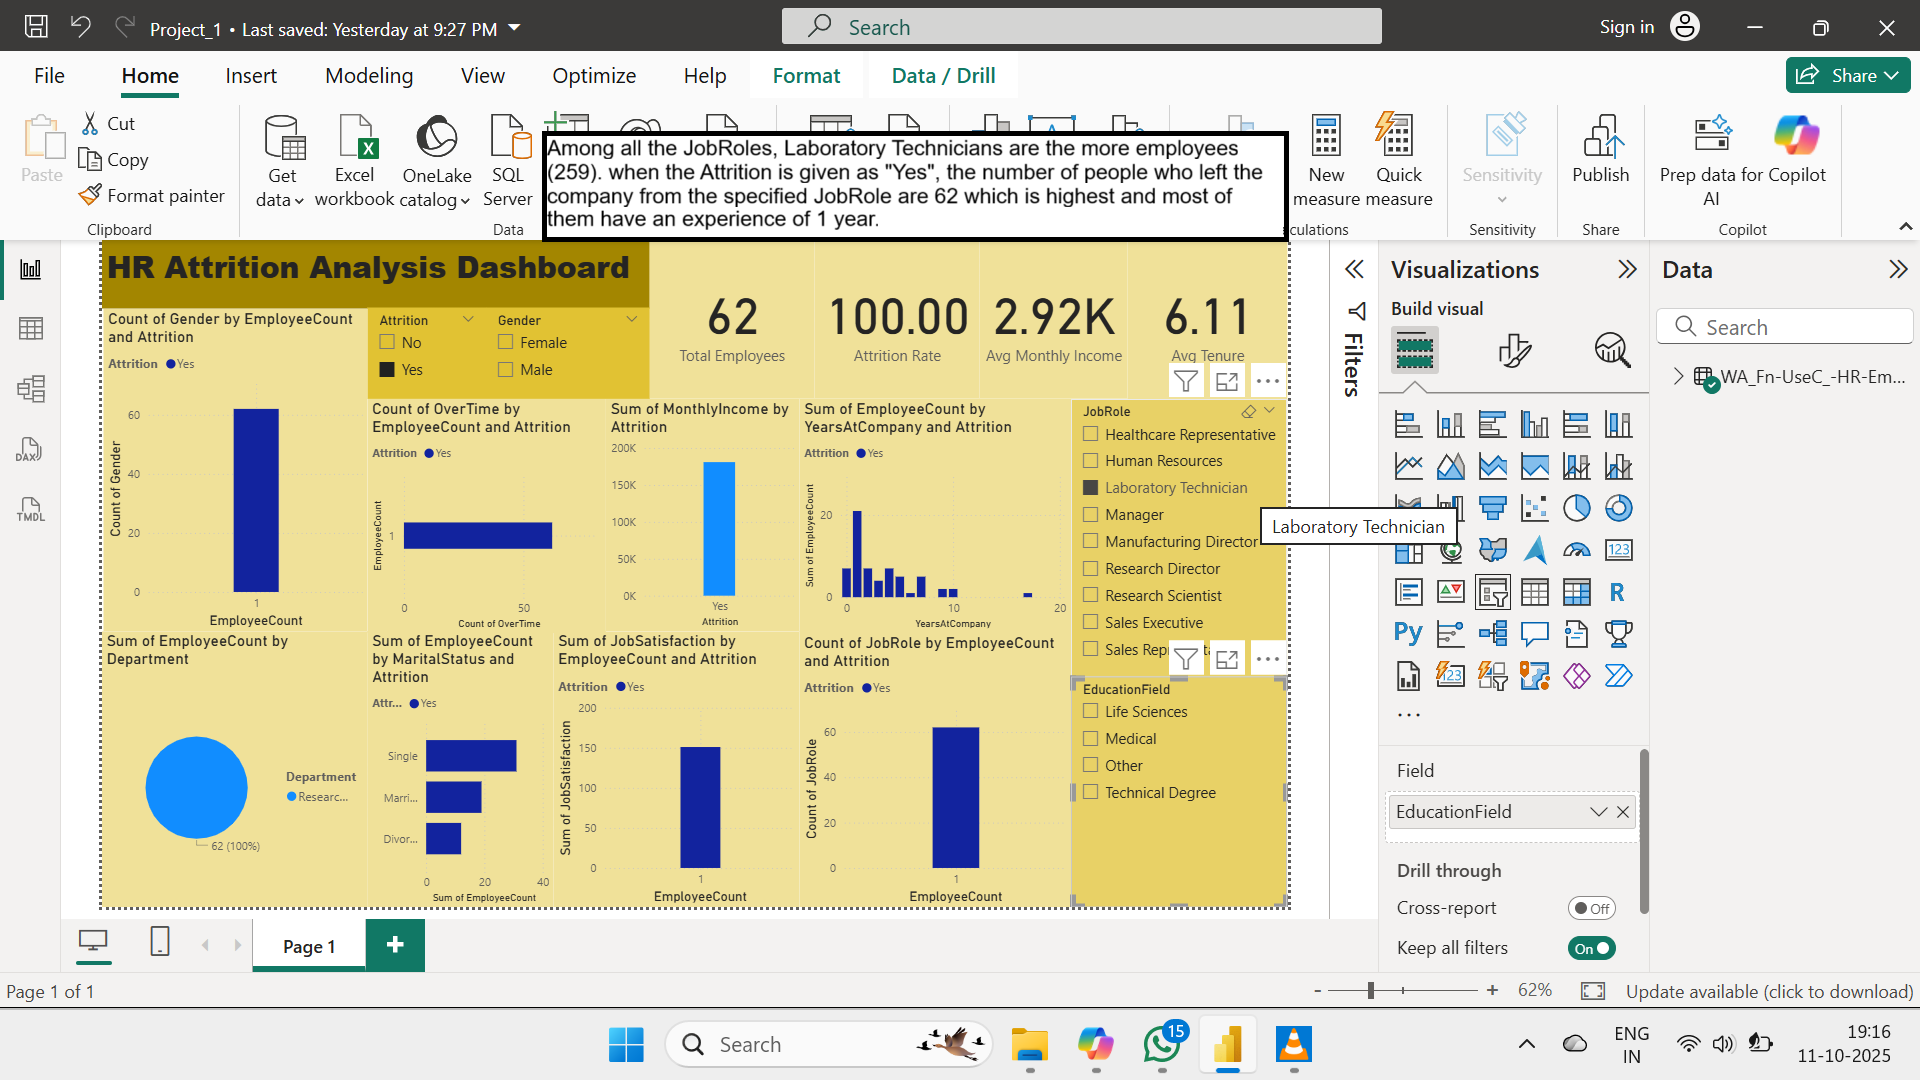 Project_1 • Last saved: Yesterday at 9:27 PM
Search
Sign in
File
Home
Insert
Modeling
View
Optimize
Help
Format
Data / Drill
Share
Paste
Cut
Copy
Format painter
Clipboard
Get data
Excel workbook
OneLake catalog
SQL Server
Data
Among all the JobRoles, Laboratory Technicians are the more employees
(259). when the Attrition is given as "Yes", the number of people who left the
company from the specified JobRole are 62 which is highest and most of
them have an experience of 1 year.
New measure
Quick measure
culations
Sensitivity
Sensitivity
Publish
Share
Prep data for AI
Copilot
Copilot
HR Attrition Analysis Dashboard
62
Total Employees
100.00
Attrition Rate
2.92K
Avg Monthly Income
6.11
Avg Tenure
Count of Gender by EmployeeCount
and Attrition
Attrition Yes
60
40
20
0
Count of Gender
1
EmployeeCount
Attrition
No
Yes
Gender
Female
Male
Count of OverTime by
EmployeeCount and Attrition
Attrition Yes
EmployeeCount
1
0 50
Count of OverTime
Sum of MonthlyIncome by
Attrition
200K
150K
100K
50K
0K
Yes
Attrition
Sum of EmployeeCount by
YearsAtCompany and Attrition
Attrition Yes
Sum of EmployeeCount
20
0
0 10 20
YearsAtCompany
JobRole
Healthcare Representative
Human Resources
Laboratory Technician
Manager
Manufacturing Director
Research Director
Research Scientist
Sales Executive
Sales Rep
Laboratory Technician
Sum of EmployeeCount by
Department
62 (100%)
Department
Researc...
Sum of EmployeeCount
by MaritalStatus and
Attrition
Attr... Yes
Single
Marri...
Divor...
0 20 40
Sum of EmployeeCount
Sum of JobSatisfaction by
EmployeeCount and Attrition
Attrition Yes
200
150
100
50
0
Sum of JobSatisfaction
1
EmployeeCount
Count of JobRole by EmployeeCount
and Attrition
Attrition Yes
60
40
20
0
Count of JobRole
1
EmployeeCount
EducationField
Life Sciences
Medical
Other
Technical Degree
Filters
Visualizations
Build visual
123
R
Py
123
...
Field
EducationField
Drill through
Cross-report
Off
Keep all filters
On
Data
Search
WA_Fn-UseC_-HR-Em...
DAX
TMDL
Page 1
+
Page 1 of 1
- + 62%
Update available (click to download)
Search
15
ENG
IN
19:16
11-10-2025